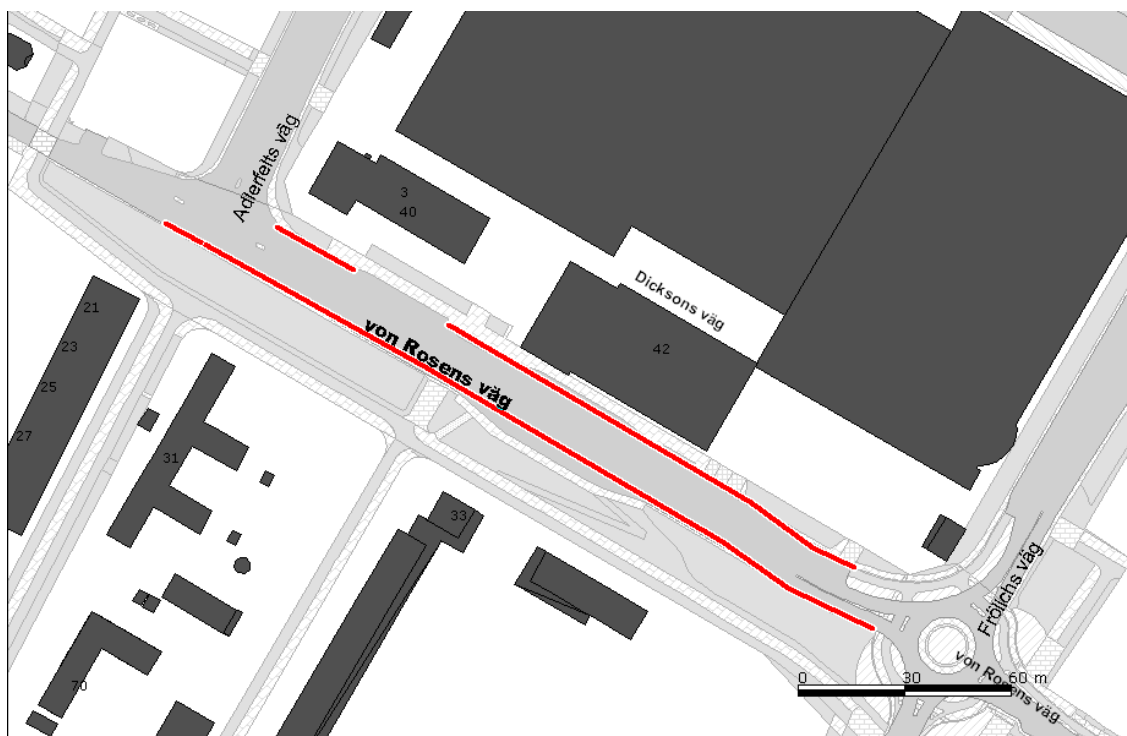 Adlerfelts väg
3
40
Dicksons väg
21
von Rosens väg
23
42
25
27
31
33
Frölichs väg
von Rosens väg
0 30 60 m
70